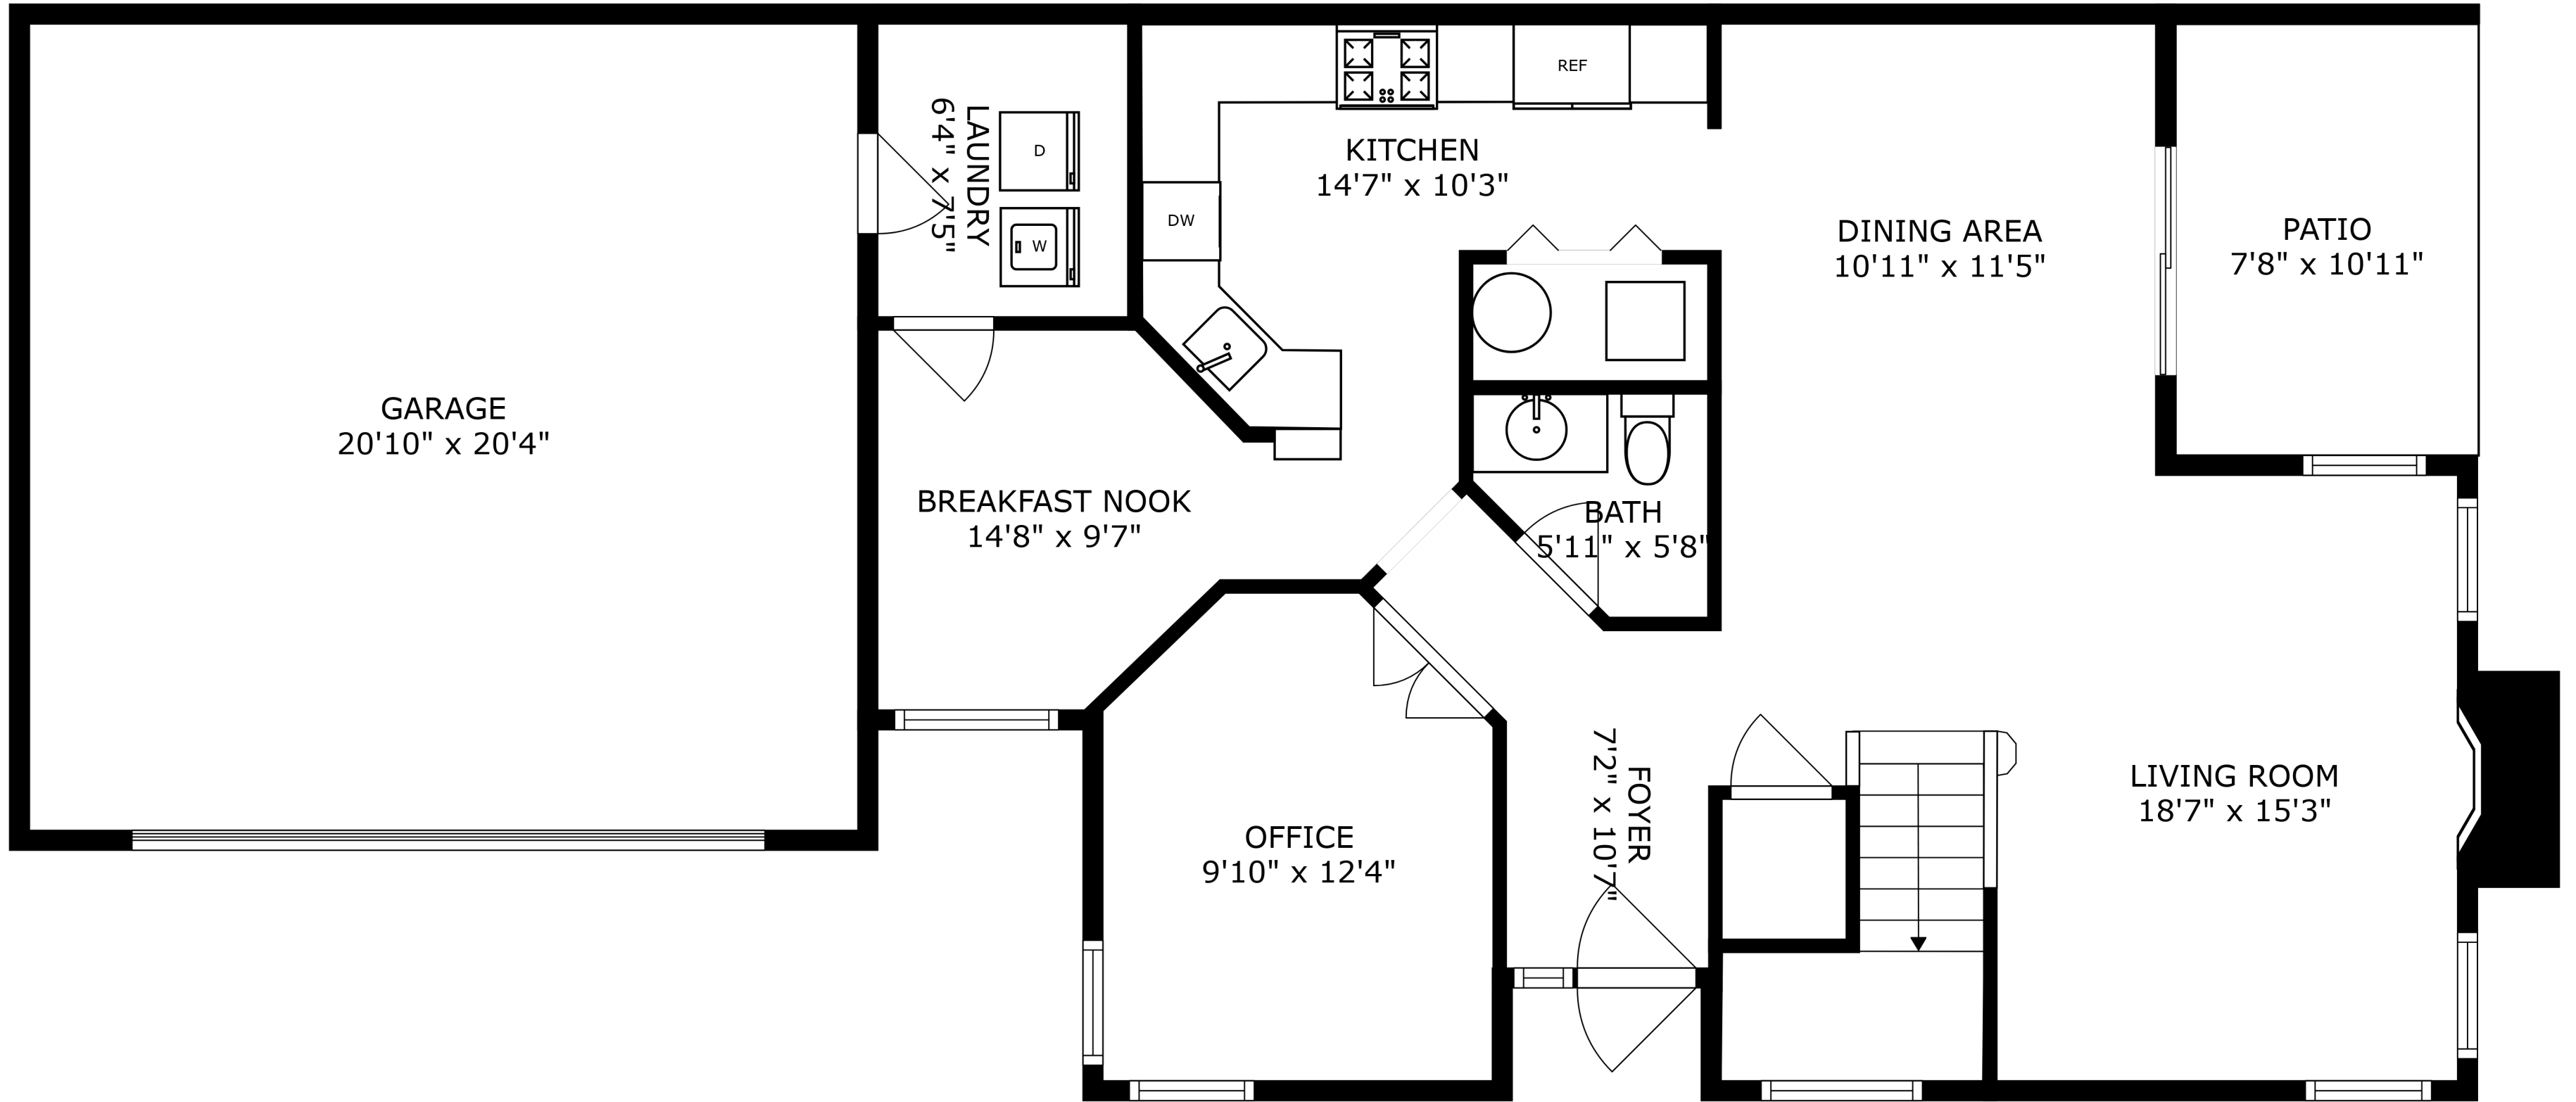 GARAGE
20'10" x 20'4"
LAUNDRY
6'4" x 7'5"
D
W
REF
KITCHEN
14'7" x 10'3"
DW
DINING AREA
10'11" x 11'5"
PATIO
7'8" x 10'11"
BREAKFAST NOOK
14'8" x 9'7"
BATH
5'11" x 5'8"
OFFICE
9'10" x 12'4"
FOYER
7'2" x 10'7"
LIVING ROOM
18'7" x 15'3"